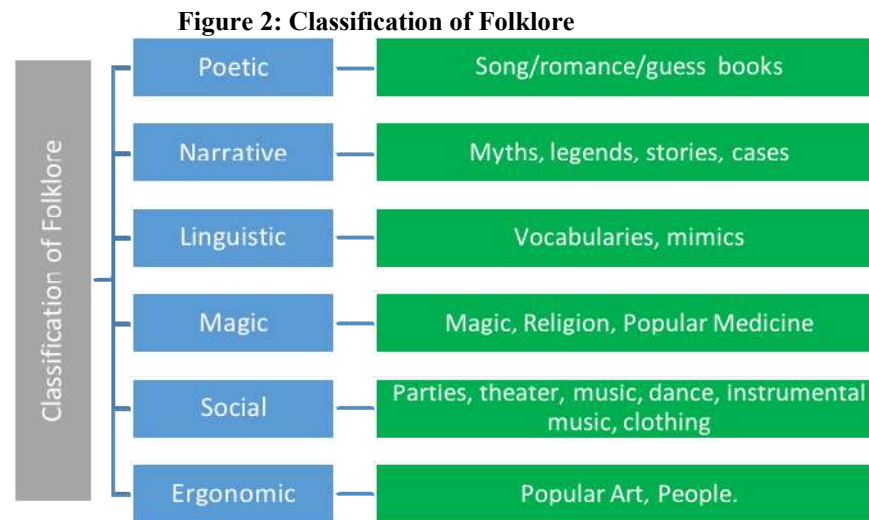 Figure 2: Classification of Folklore
Classification of Folklore
Poetic
Song/romance/guess books
Narrative
Myths, legends, stories, cases
Linguistic
Vocabularies, mimics
Magic
Magic, Religion, Popular Medicine
Social
Parties, theater, music, dance, instrumental
music, clothing
Ergonomic
Popular Art, People.